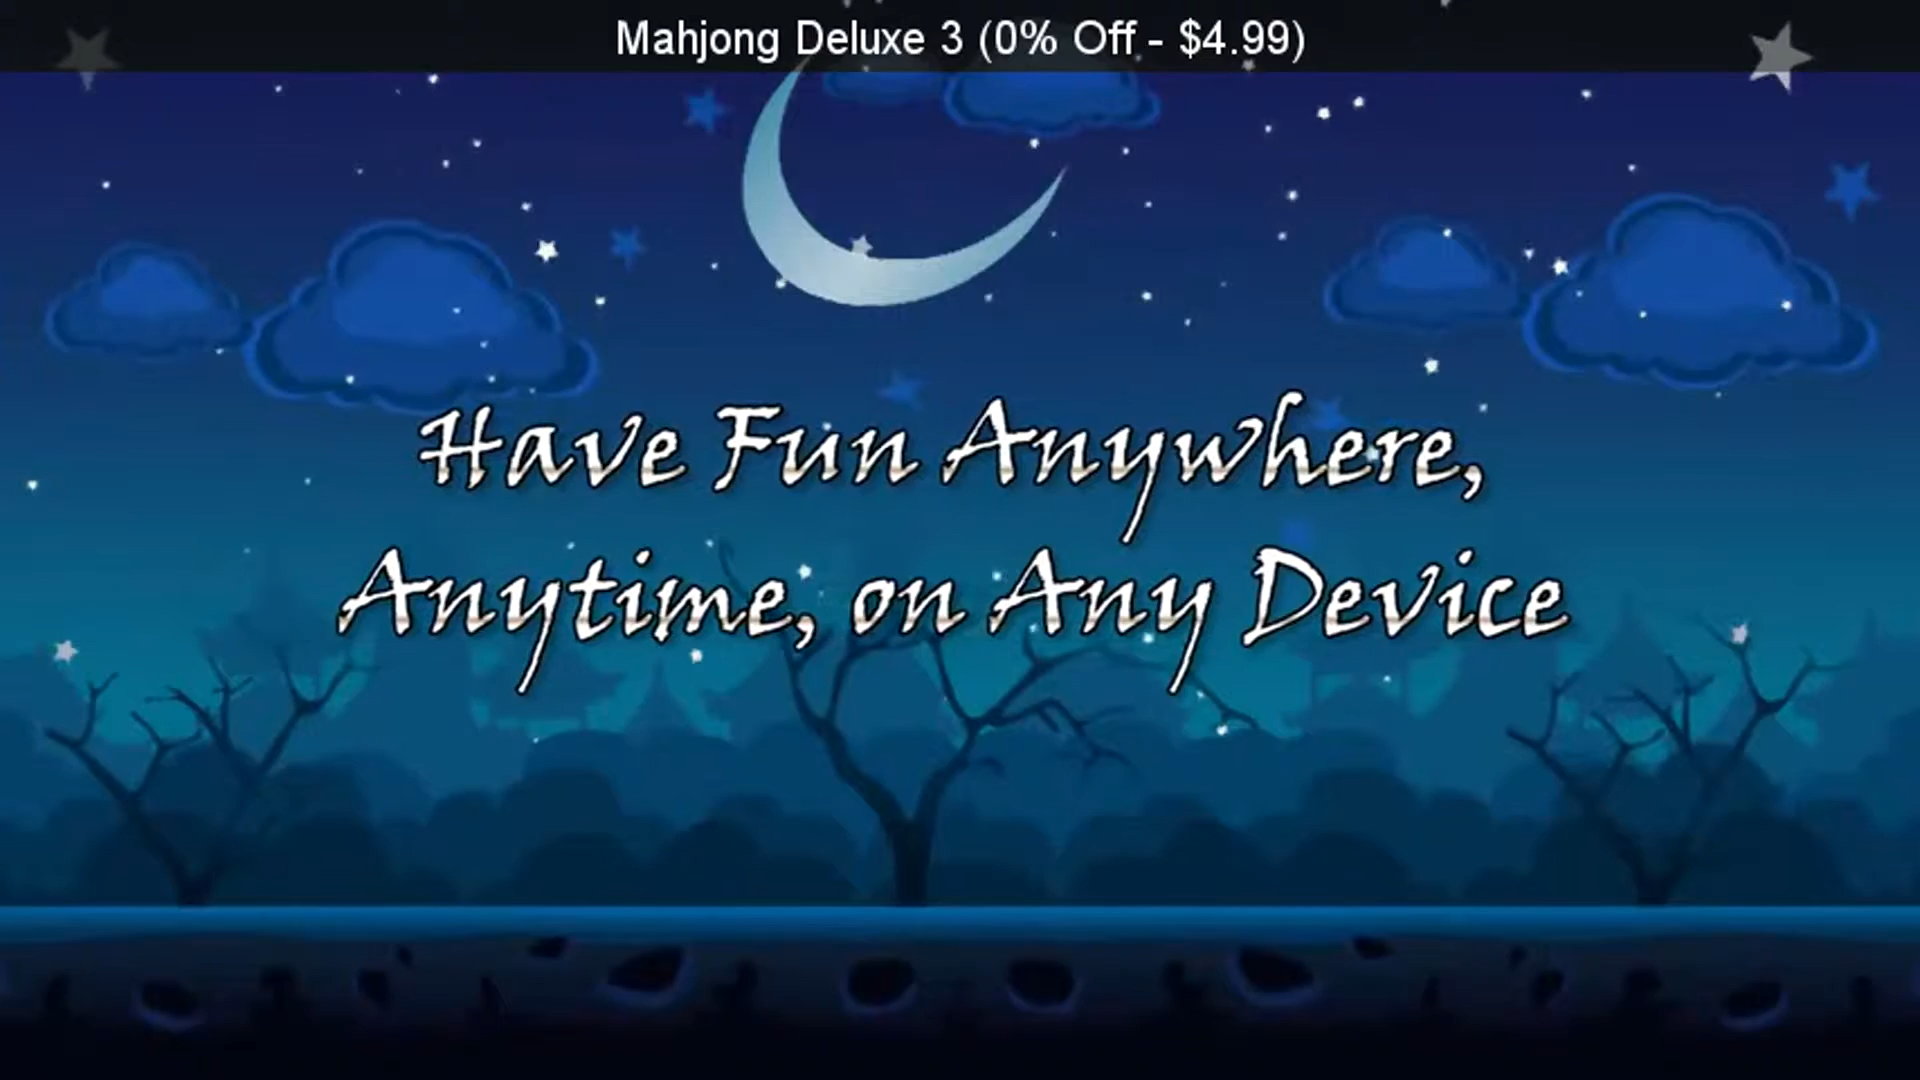 Mahjong Deluxe 3 (0% Off - $4.99)
Have Fun Anywhere,
Anytime, on Any Device